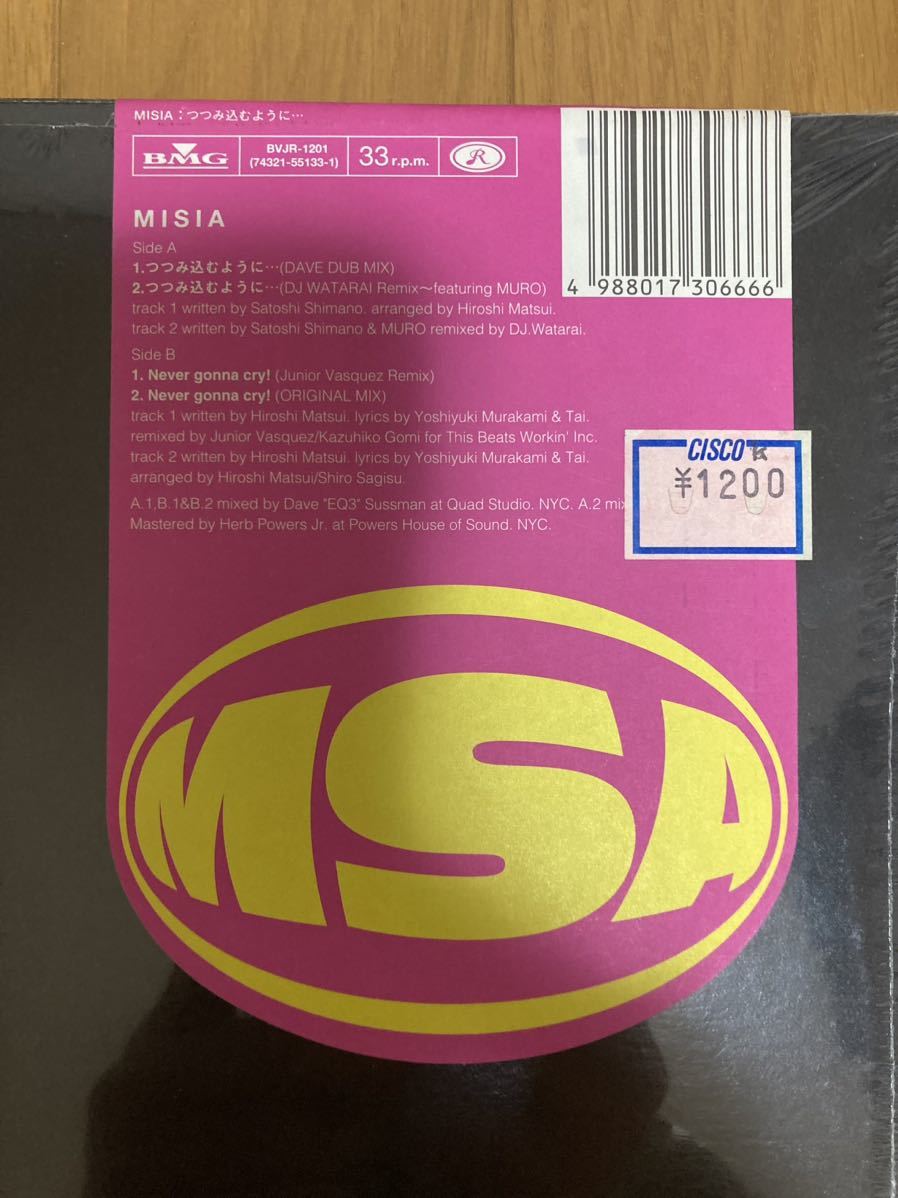 MISIA：つつみ込むように…
BMG
BVJR-1201
(74321-55133-1)
33 r.p.m.
R
MISIA
Side A
1.つつみ込むように…(DAVE DUB MIX)
2.つつみ込むように…(DJ WATARAI Remix〜featuring MURO)
track 1 written by Satoshi Shimano. arranged by Hiroshi Matsui.
track 2 written by Satoshi Shimano & MURO remixed by DJ.Watarai.
Side B
1. Never gonna cry! (Junior Vasquez Remix)
2. Never gonna cry! (ORIGINAL MIX)
track 1 written by Hiroshi Matsui. lyrics by Yoshiyuki Murakami & Tai.
remixed by Junior Vasquez/Kazuhiko Gomi for This Beats Workin' Inc.
track 2 written by Hiroshi Matsui. lyrics by Yoshiyuki Murakami & Tai.
arranged by Hiroshi Matsui/Shiro Sagisu.
A.1,B.1&B.2 mixed by Dave "EQ3" Sussman at Quad Studio. NYC. A.2 mix
Mastered by Herb Powers Jr. at Powers House of Sound. NYC.
4 988017 306666
CISCO
¥1200
MSA